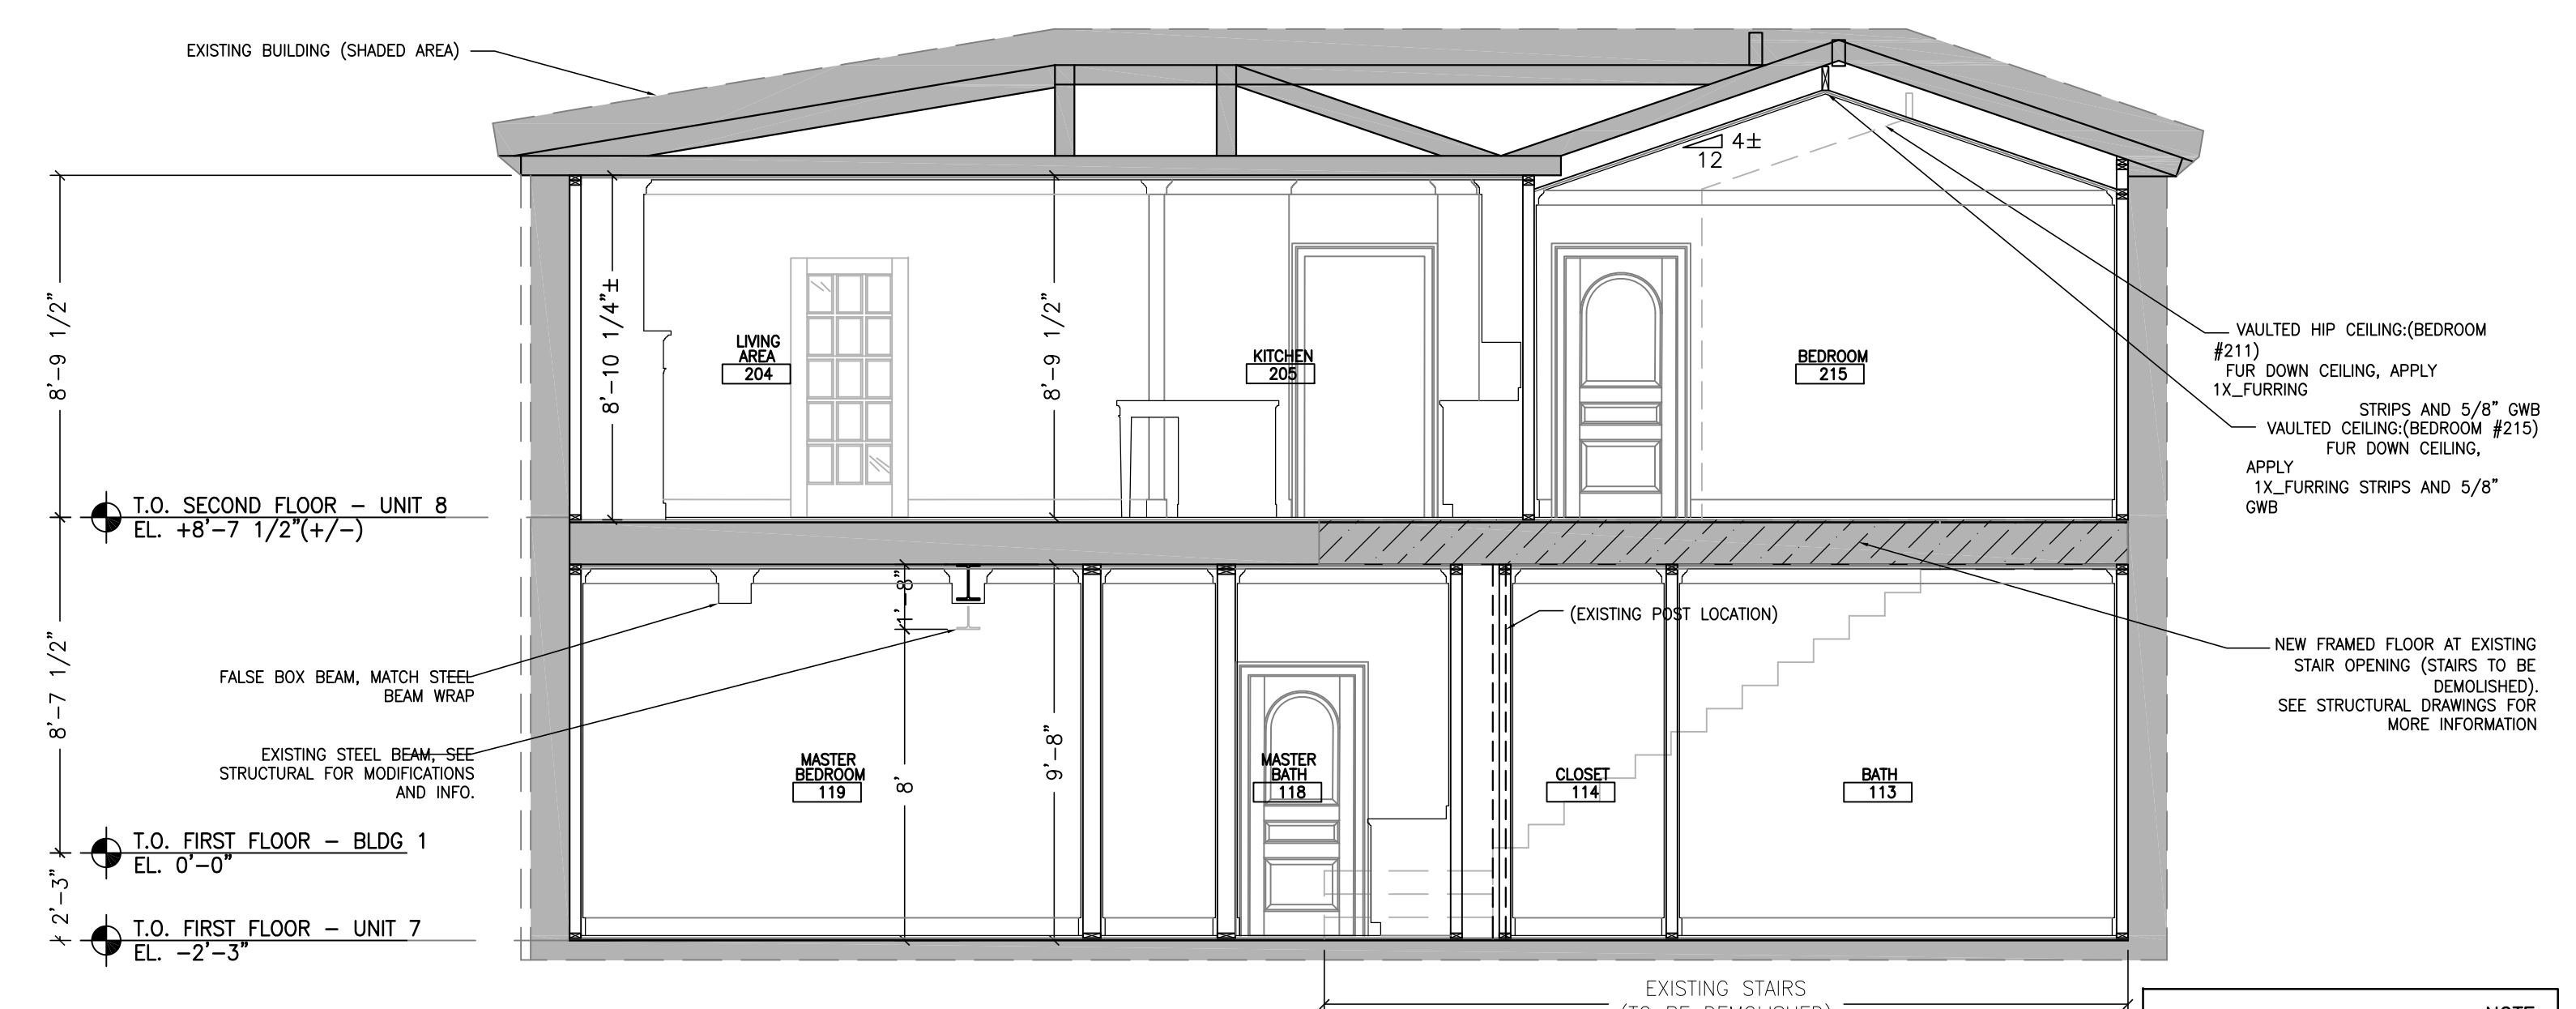 EXISTING BUILDING (SHADED AREA)
4±
12
8'-9 1/2"
8'-10 1/4"±
8'-9 1/2"
LIVING
AREA
204
KITCHEN
205
BEDROOM
215
VAULTED HIP CEILING:(BEDROOM
#211)
FUR DOWN CEILING, APPLY
1X_FURRING
STRIPS AND 5/8" GWB
VAULTED CEILING:(BEDROOM #215)
FUR DOWN CEILING,
APPLY
1X_FURRING STRIPS AND 5/8"
GWB
T.O. SECOND FLOOR - UNIT 8
EL. +8'-7 1/2"(+/-)
8'-7 1/2"
1'-8"
(EXISTING POST LOCATION)
FALSE BOX BEAM, MATCH STEEL
BEAM WRAP
EXISTING STEEL BEAM, SEE
STRUCTURAL FOR MODIFICATIONS
AND INFO.
NEW FRAMED FLOOR AT EXISTING
STAIR OPENING (STAIRS TO BE
DEMOLISHED).
SEE STRUCTURAL DRAWINGS FOR
MORE INFORMATION
MASTER
BEDROOM
119
8'
9'-8"
MASTER
BATH
118
CLOSET
114
BATH
113
T.O. FIRST FLOOR - BLDG 1
EL. 0'-0"
2'-3"
T.O. FIRST FLOOR - UNIT 7
EL. -2'-3"
EXISTING STAIRS
(TO BE DEMOLISHED)
NOTE